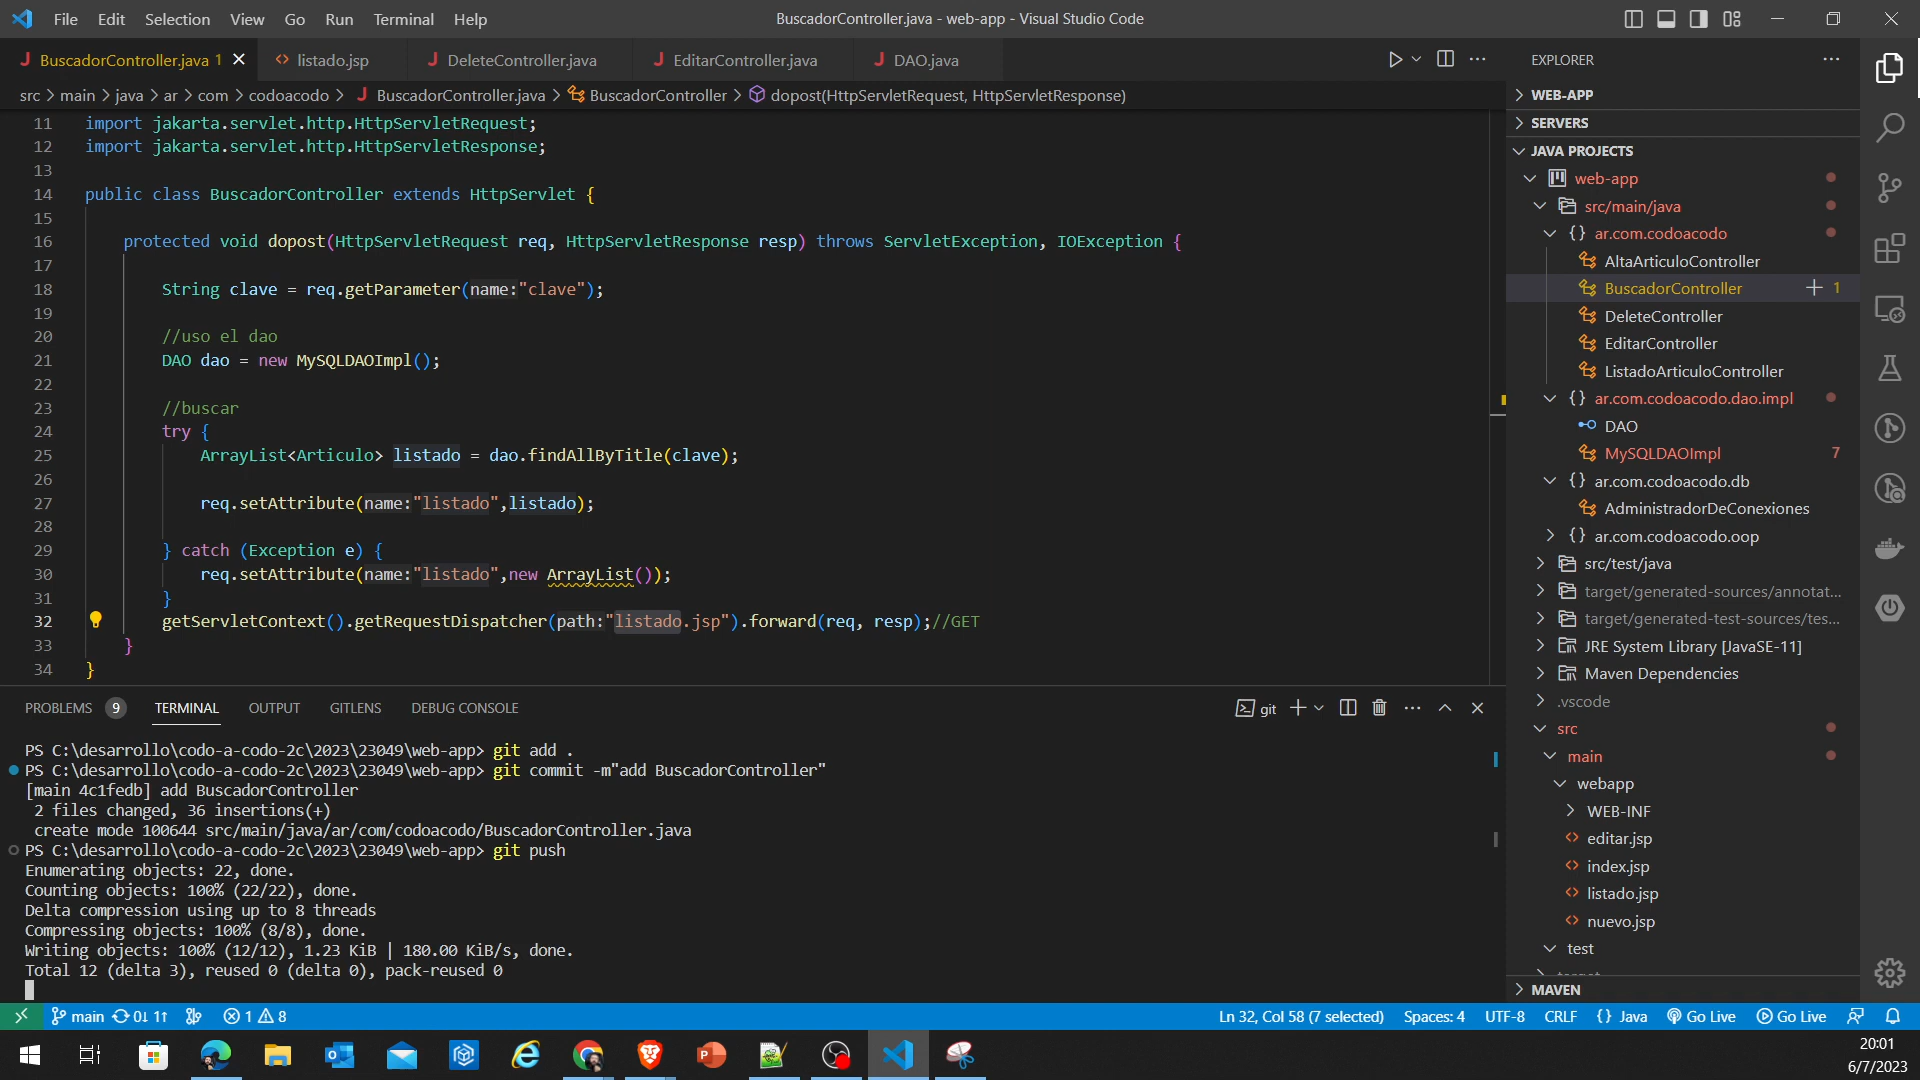 File Edit Selection View Go Run Terminal Help
BuscadorController.java - web-app - Visual Studio Code
BuscadorController.java 1
listado.jsp
DeleteController.java
EditarController.java
DAO.java
src > main > java > ar > com > codoacodo > BuscadorController.java > BuscadorController > dopost(HttpServletRequest, HttpServletResponse)
11 import jakarta.servlet.http.HttpServletRequest;
12 import jakarta.servlet.http.HttpServletResponse;
13
14 public class BuscadorController extends HttpServlet {
15
16 protected void dopost(HttpServletRequest req, HttpServletResponse resp) throws ServletException, IOException {
17
18 String clave = req.getParameter(name:"clave");
19
20 //uso el dao
21 DAO dao = new MySQLDAOImpl();
22
23 //buscar
24 try {
25 ArrayList<Articulo> listado = dao.findAllByTitle(clave);
26
27 req.setAttribute(name:"listado",listado);
28
29 } catch (Exception e) {
30 req.setAttribute(name:"listado",new ArrayList());
31 }
32 getServletContext().getRequestDispatcher(path:"listado.jsp").forward(req, resp);//GET
33 }
34 }
PROBLEMS 9 TERMINAL OUTPUT GITLENS DEBUG CONSOLE
git
PS C:\desarrollo\codo-a-codo-2c\2023\23049\web-app> git add .
PS C:\desarrollo\codo-a-codo-2c\2023\23049\web-app> git commit -m"add BuscadorController"
[main 4c1fedb] add BuscadorController
2 files changed, 36 insertions(+)
create mode 100644 src/main/java/ar/com/codoacodo/BuscadorController.java
PS C:\desarrollo\codo-a-codo-2c\2023\23049\web-app> git push
Enumerating objects: 22, done.
Counting objects: 100% (22/22), done.
Delta compression using up to 8 threads
Compressing objects: 100% (8/8), done.
Writing objects: 100% (12/12), 1.23 KiB | 180.00 KiB/s, done.
Total 12 (delta 3), reused 0 (delta 0), pack-reused 0
EXPLORER
WEB-APP
SERVERS
JAVA PROJECTS
web-app
src/main/java
{} ar.com.codoacodo
AltaArticuloController
BuscadorController 1
DeleteController
EditarController
ListadoArticuloController
{} ar.com.codoacodo.dao.impl
DAO
MySQLDAOImpl 7
{} ar.com.codoacodo.db
AdministradorDeConexiones
{} ar.com.codoacodo.oop
src/test/java
target/generated-sources/annotat...
target/generated-test-sources/tes...
JRE System Library [JavaSE-11]
Maven Dependencies
.vscode
src
main
webapp
WEB-INF
editar.jsp
index.jsp
listado.jsp
nuevo.jsp
test
MAVEN
main 0↓ 1↑ 1 8
Ln 32, Col 58 (7 selected) Spaces: 4 UTF-8 CRLF {} Java Go Live Go Live
20:01
6/7/2023